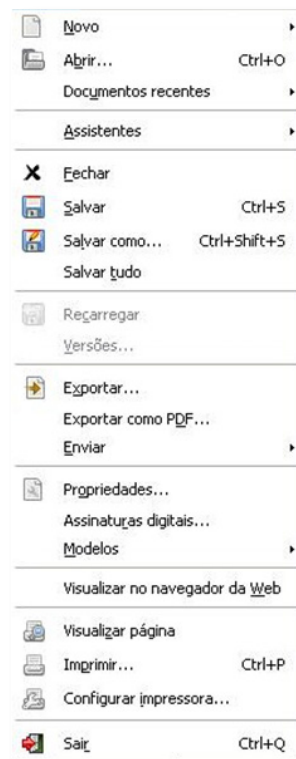 Novo
Abrir... Ctrl+O
Documentos recentes
Assistentes
Fechar
Salvar Ctrl+S
Salvar como... Ctrl+Shift+S
Salvar tudo
Recarregar
Versões...
Exportar...
Exportar como PDF...
Enviar
Propriedades...
Assinaturas digitais...
Modelos
Visualizar no navegador da Web
Visualizar página
Imprimir... Ctrl+P
Configurar impressora...
Sair Ctrl+Q